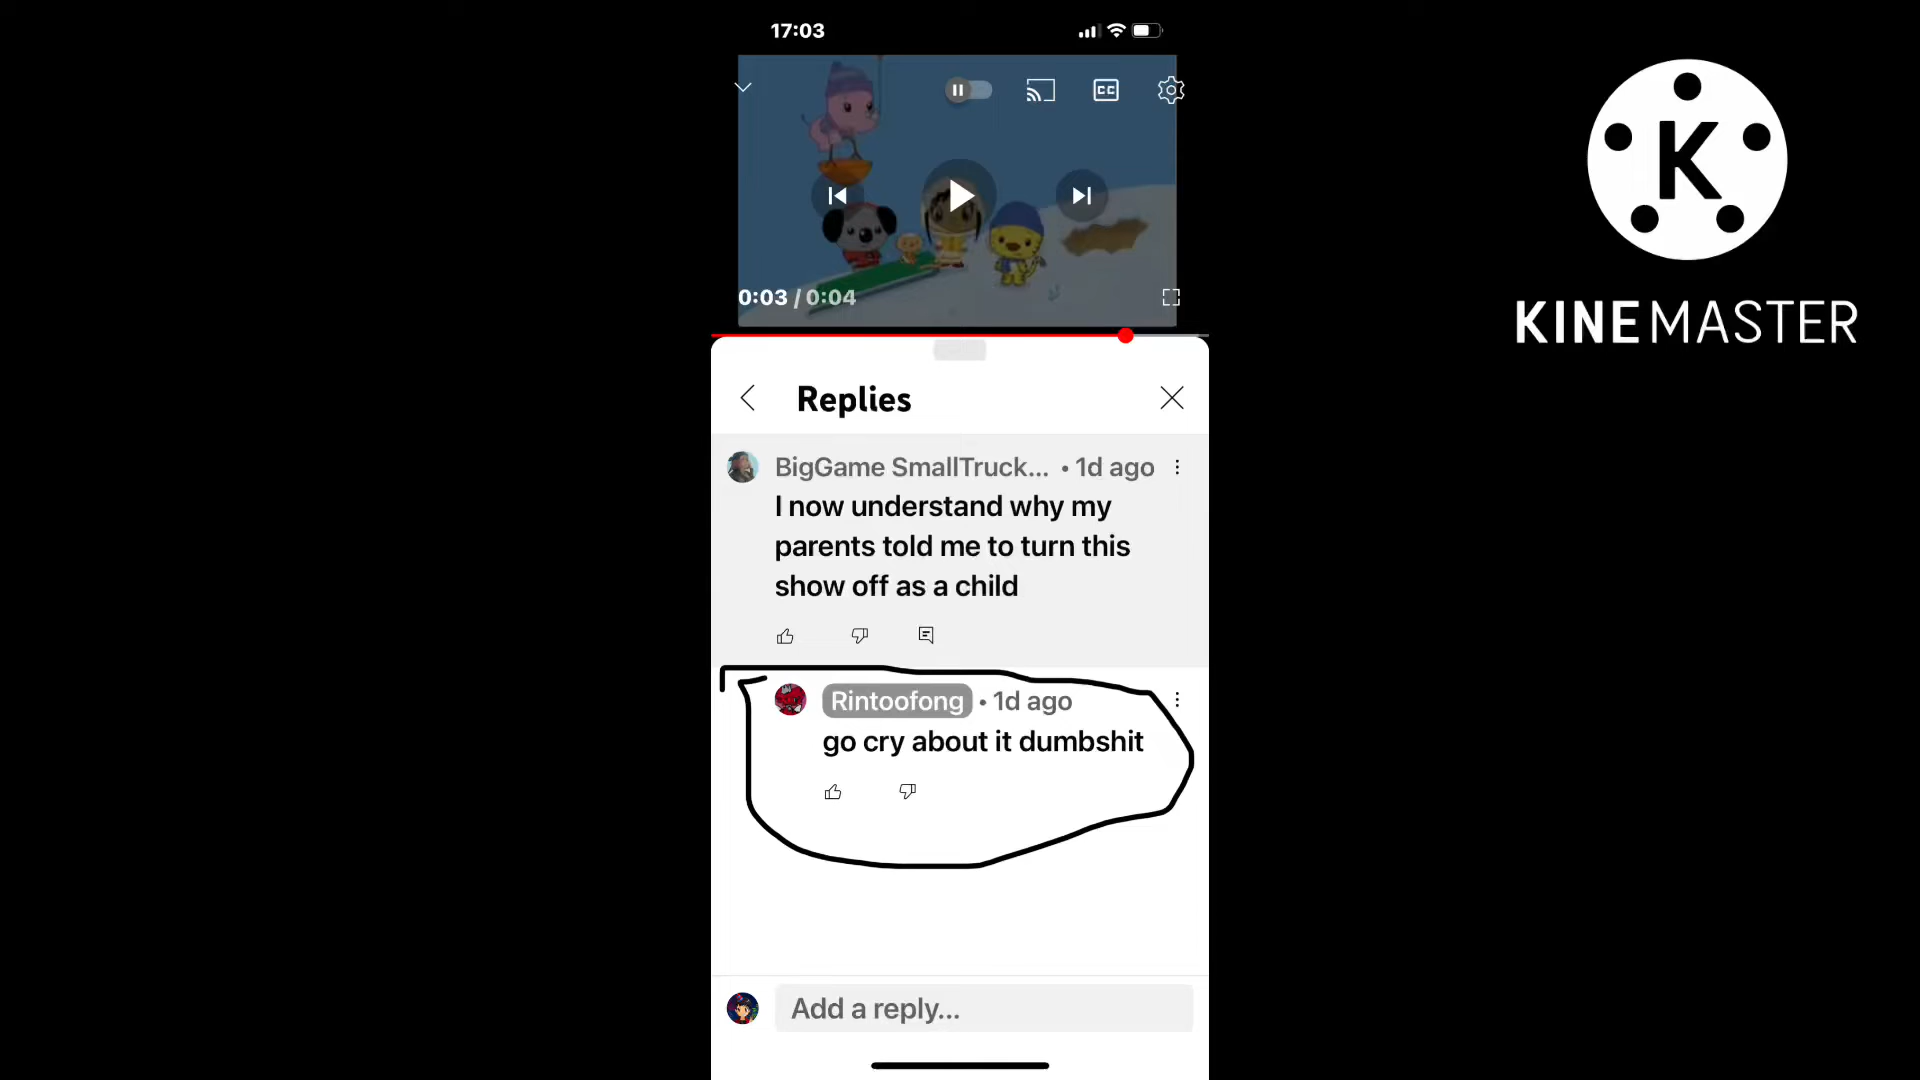 17:03
CC
0:03 / 0:04
K
KINEMASTER
Replies
BigGame SmallTruck... • 1d ago
I now understand why my
parents told me to turn this
show off as a child
Rintoofong • 1d ago
go cry about it dumbshit
Add a reply...